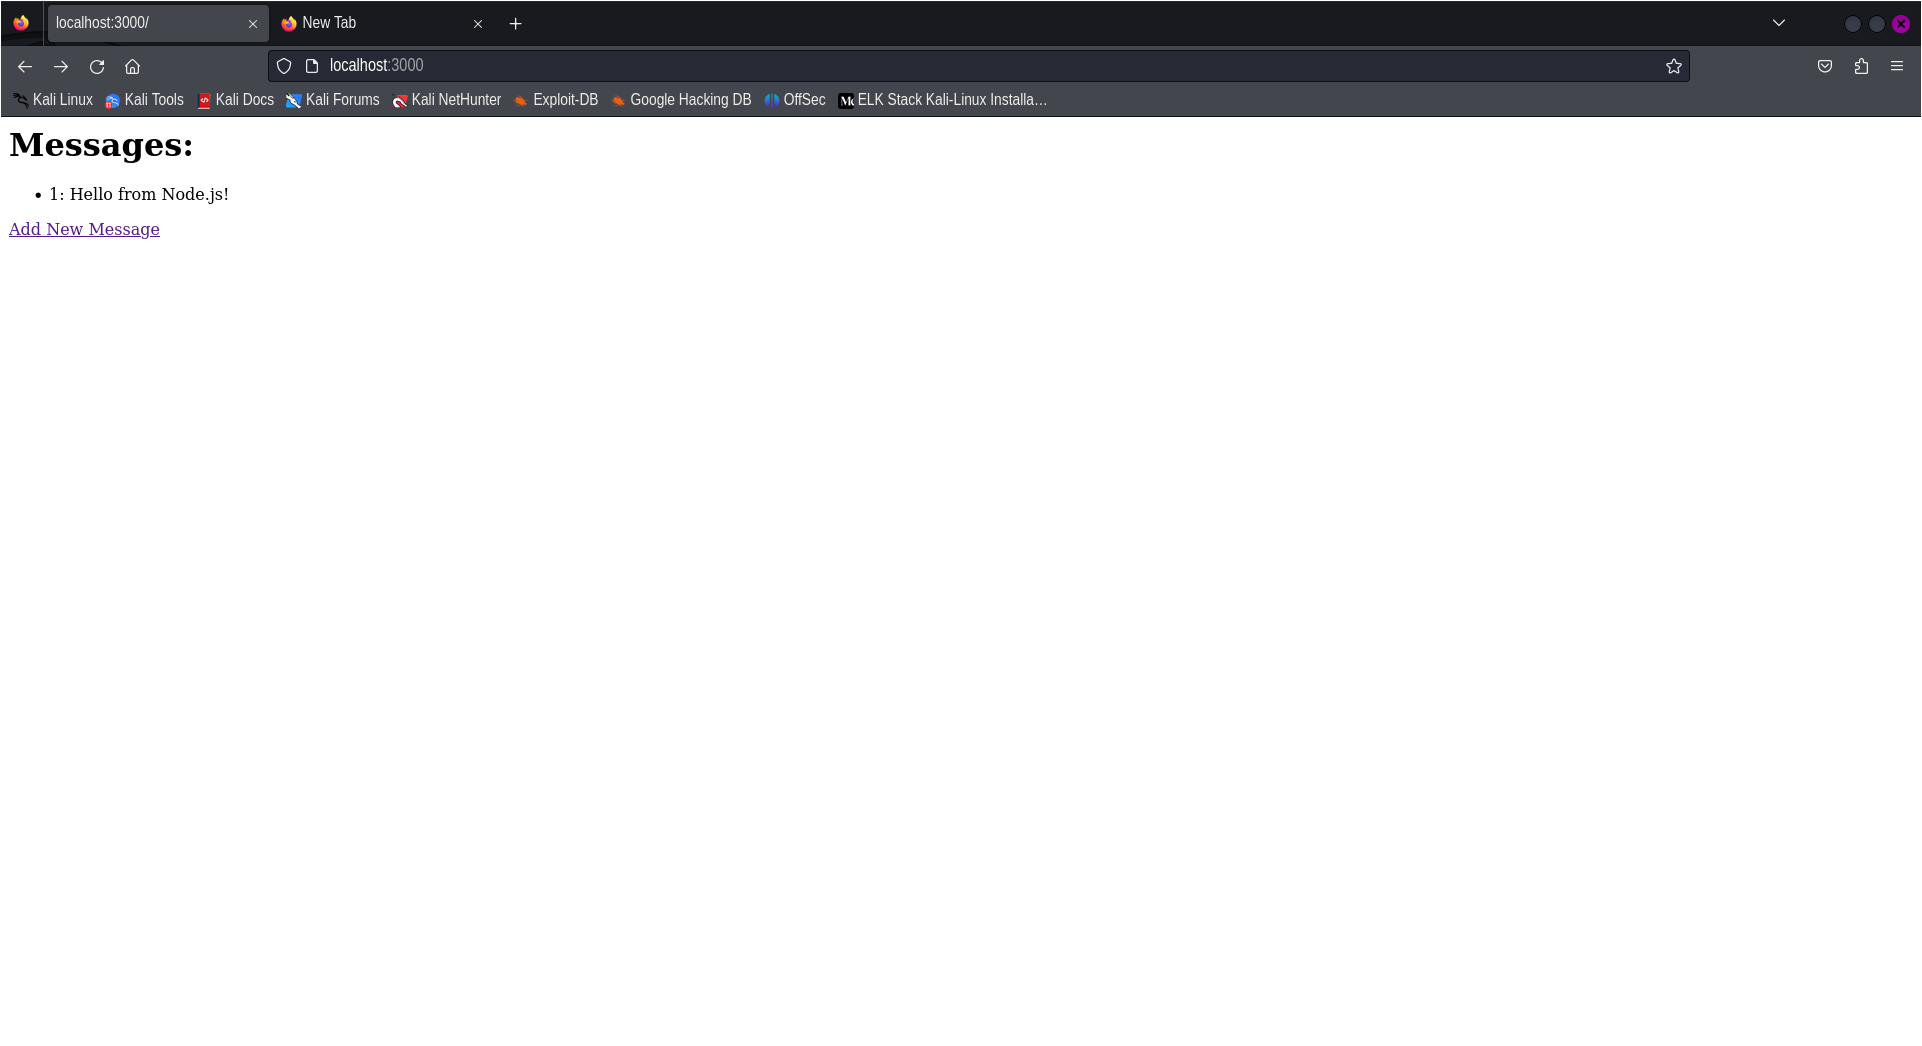 localhost:3000/
New Tab
localhost:3000
Kali Linux Kali Tools Kali Docs Kali Forums Kali NetHunter Exploit-DB Google Hacking DB OffSec ELK Stack Kali-Linux Installa…
Messages:
• 1: Hello from Node.js!
Add New Message